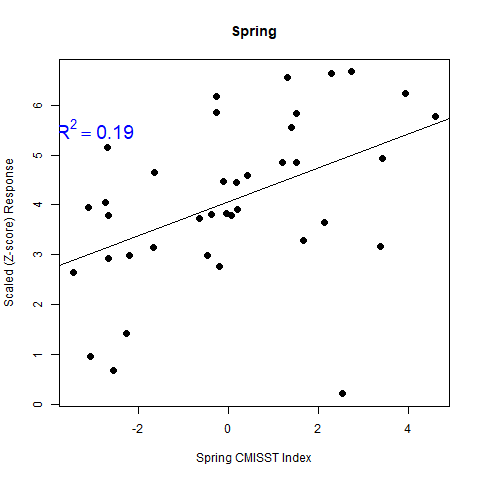 Spring
R² = 0.19
Scaled (Z-score) Response
0
1
2
3
4
5
6
-2
0
2
4
Spring CMISST Index